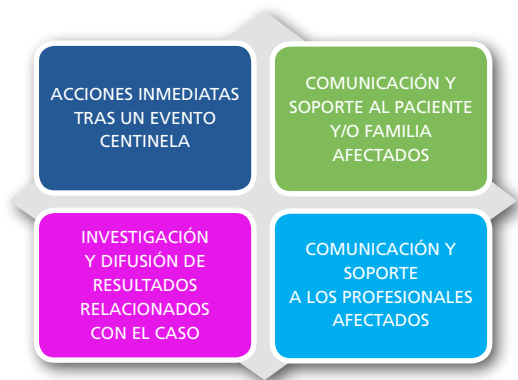 ACCIONES INMEDIATAS
TRAS UN EVENTO
CENTINELA
COMUNICACIÓN Y
SOPORTE AL PACIENTE
Y/O FAMILIA
AFECTADOS
INVESTIGACIÓN
Y DIFUSIÓN DE
RESULTADOS
RELACIONADOS
CON EL CASO
COMUNICACIÓN Y
SOPORTE
A LOS PROFESIONALES
AFECTADOS